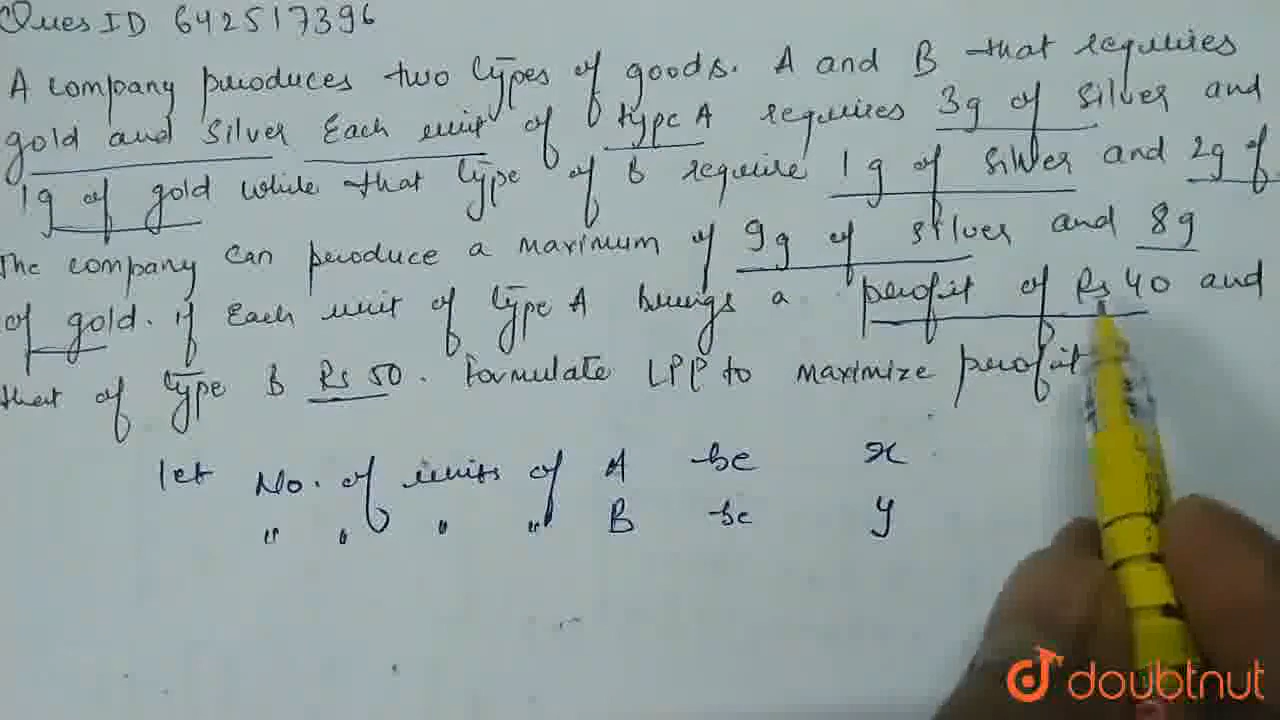 Ques ID 642517396
A company produces two types of goods. A and B that requires
gold and silver Each unit of type A requires 3g of silver and
1g of gold while that type of B require 1g of silver and 2g of
The company can produce a maximum of 9g of silver and 8g
of gold. if Each unit of type A brings a profit of Rs 40 and
that of type B Rs 50. Formulate LPP to maximize profit
let No. of units of A be x
" " " " B be y
doubtnut